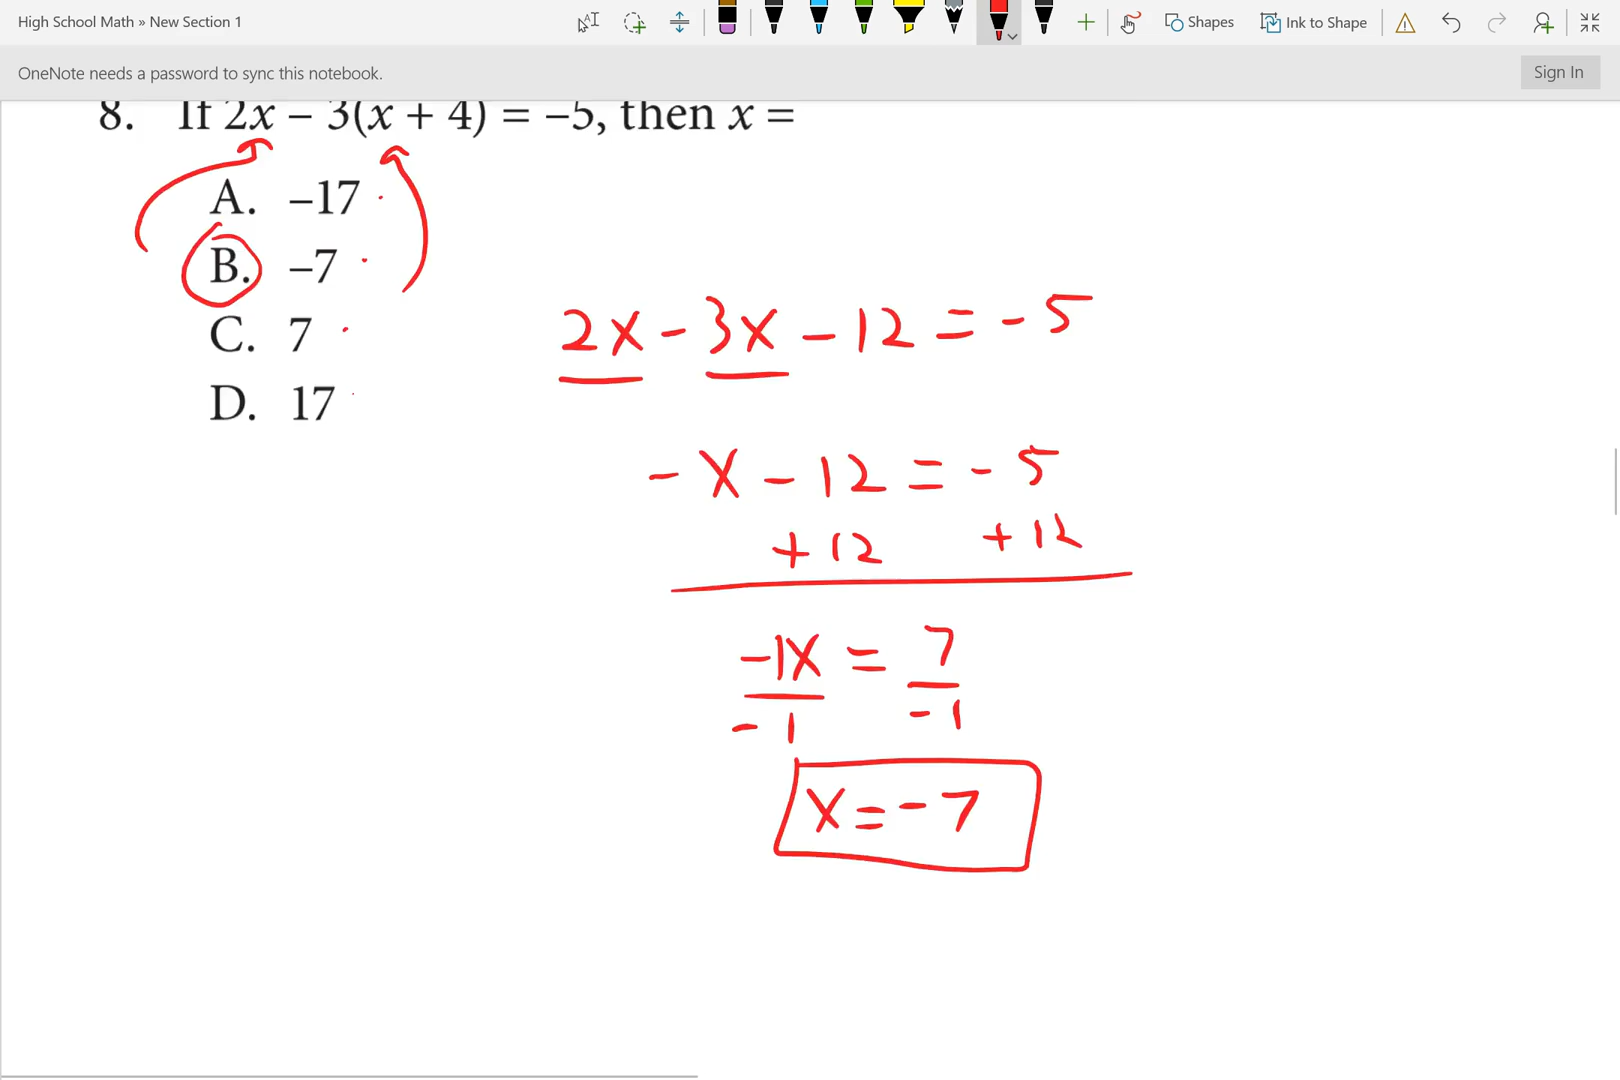 High School Math » New Section 1
Shapes
Ink to Shape
OneNote needs a password to sync this notebook.
Sign In
8. If 2x – 3(x + 4) = –5, then x =
A. –17
B. –7
C. 7
D. 17
2x - 3x - 12 = - 5
- x - 12 = - 5
+ 12 + 12
-1x = 7
- 1 - 1
x = - 7